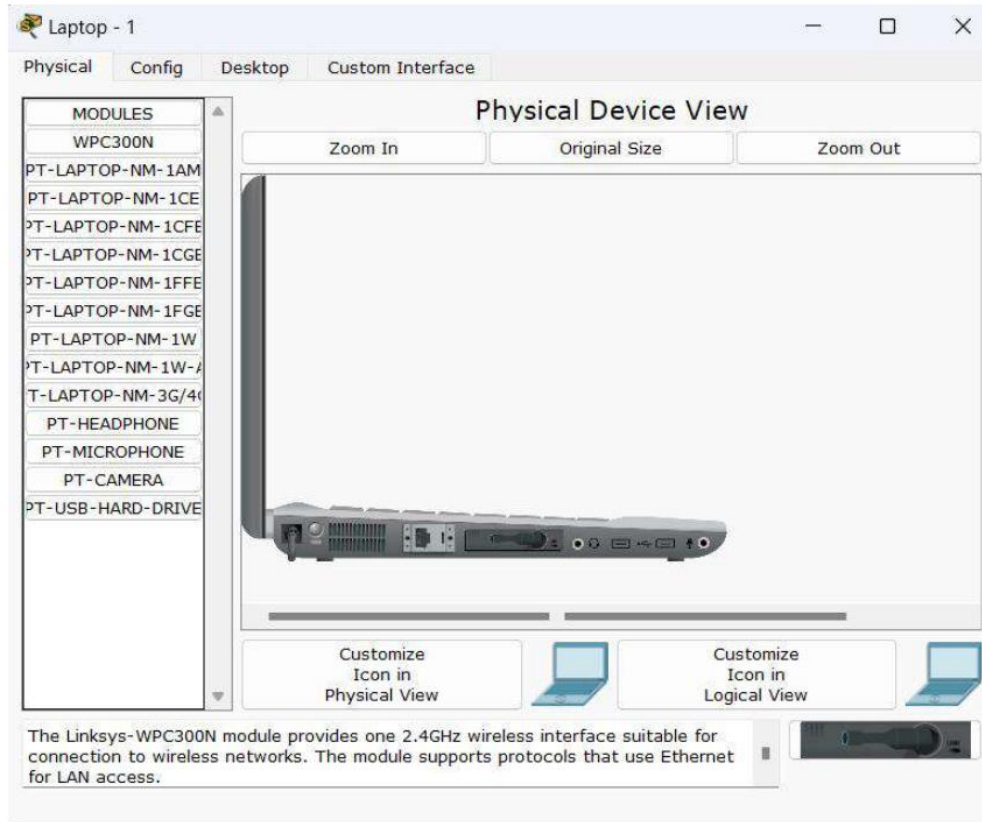 Laptop - 1
Physical Config Desktop Custom Interface
MODULES
WPC300N
PT-LAPTOP-NM-1AM
PT-LAPTOP-NM-1CE
PT-LAPTOP-NM-1CFE
PT-LAPTOP-NM-1CGE
PT-LAPTOP-NM-1FFE
PT-LAPTOP-NM-1FGE
PT-LAPTOP-NM-1W
PT-LAPTOP-NM-1W-A
T-LAPTOP-NM-3G/4
PT-HEADPHONE
PT-MICROPHONE
PT-CAMERA
PT-USB-HARD-DRIVE
Physical Device View
Zoom In Original Size Zoom Out
Customize
Icon in
Physical View
Customize
Icon in
Logical View
The Linksys-WPC300N module provides one 2.4GHz wireless interface suitable for
connection to wireless networks. The module supports protocols that use Ethernet
for LAN access.